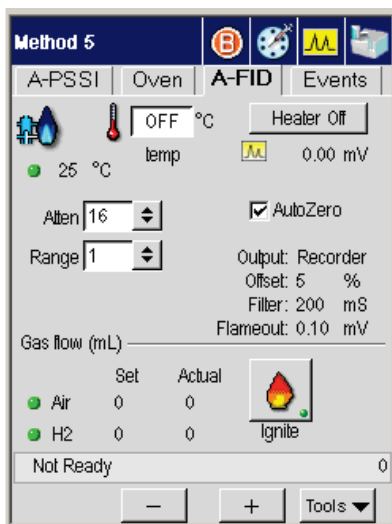 Method 5 B
A-PSSI Oven A-FID Events
OFF °C Heater Off
temp 0.00 mV
25 °C
Atten 16 AutoZero
Range 1 Output: Recorder
Offset: 5 %
Filter: 200 mS
Flameout: 0.10 mV
Gas flow (mL)
Set Actual
Air 0 0
H2 0 0 Ignite
Not Ready 0
− + Tools